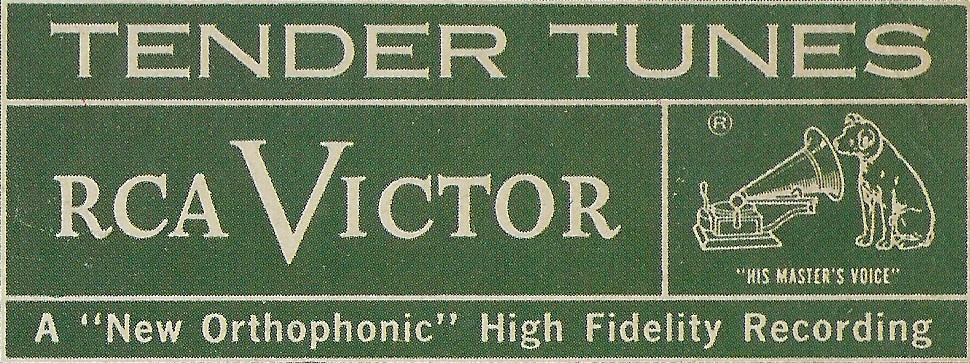 TENDER TUNES
RCA VICTOR
®
"HIS MASTER'S VOICE"
A "New Orthophonic" High Fidelity Recording